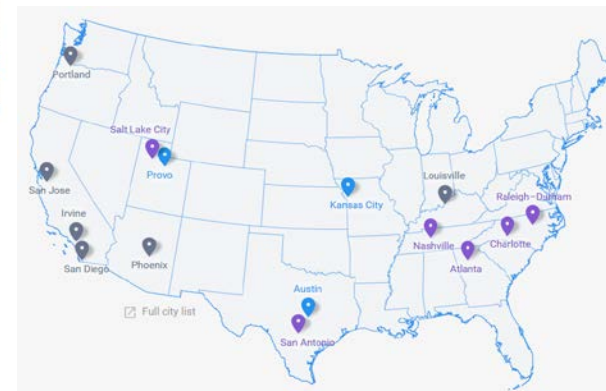 Portland
Salt Lake City
Provo
San Jose
Irvine
San Diego
Phoenix
Kansas City
Louisville
Raleigh-Durham
Nashville
Charlotte
Atlanta
Austin
San Antonio
Full city list